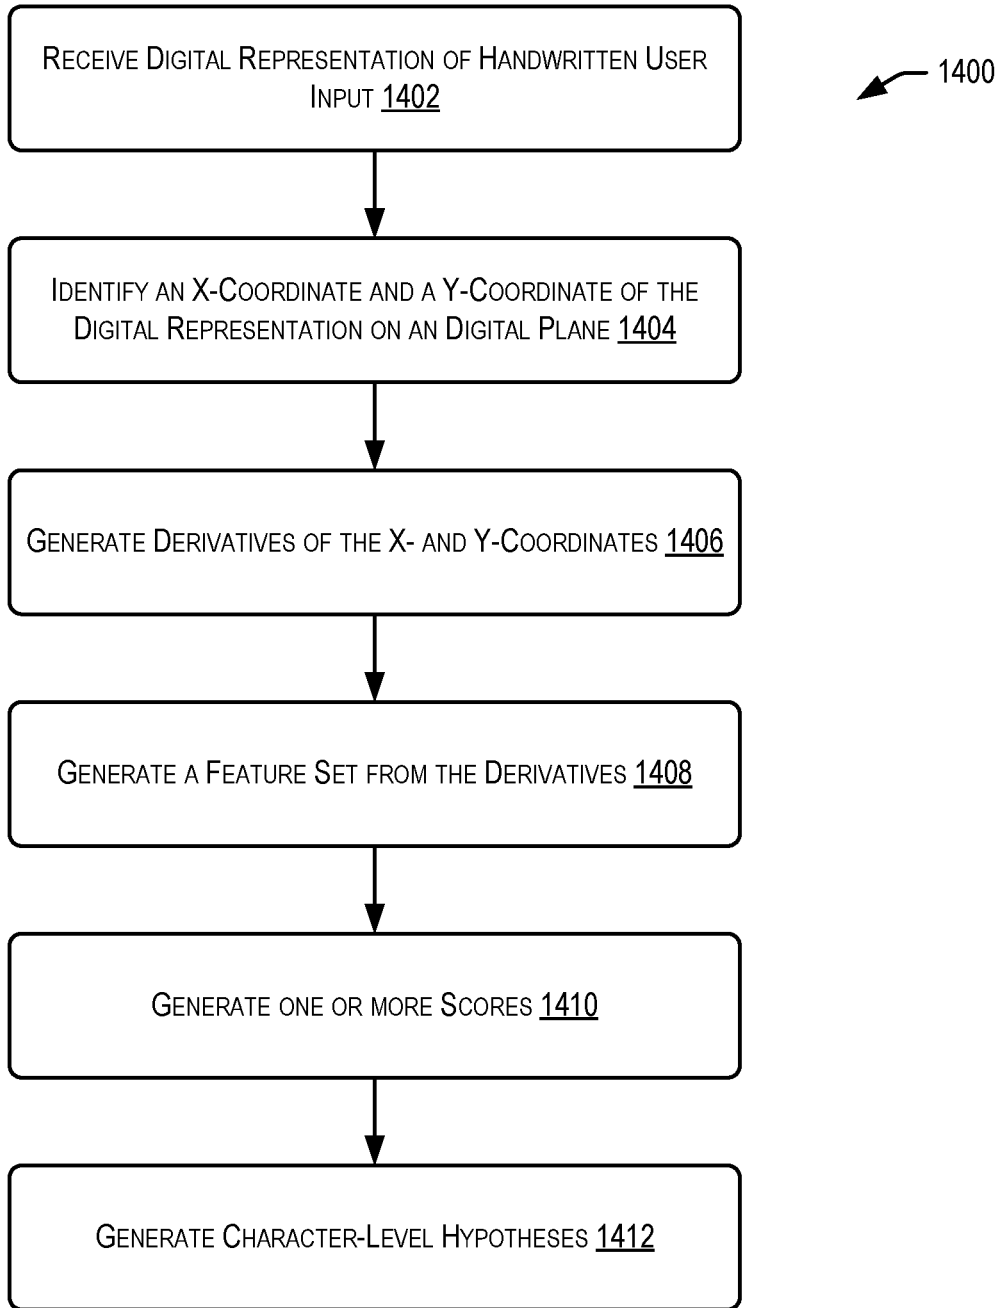 RECEIVE DIGITAL REPRESENTATION OF HANDWRITTEN USER
INPUT 1402
1400
IDENTIFY AN X-COORDINATE AND A Y-COORDINATE OF THE
DIGITAL REPRESENTATION ON AN DIGITAL PLANE 1404
GENERATE DERIVATIVES OF THE X- AND Y-COORDINATES 1406
GENERATE A FEATURE SET FROM THE DERIVATIVES 1408
GENERATE ONE OR MORE SCORES 1410
GENERATE CHARACTER-LEVEL HYPOTHESES 1412